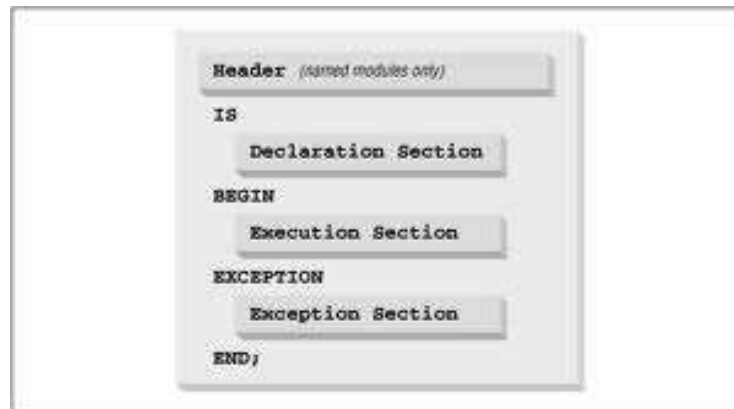 Header (named modules only)
IS
Declaration Section
BEGIN
Execution Section
EXCEPTION
Exception Section
END;